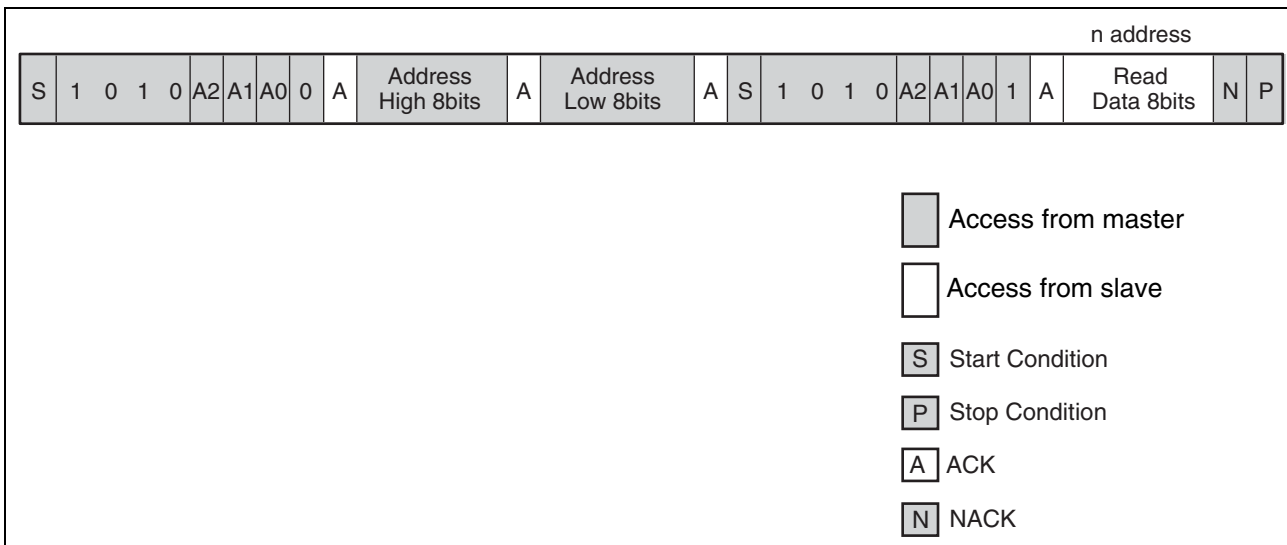 n address
S 1 0 1 0 A2 A1 A0 0 A Address High 8bits A Address Low 8bits A S 1 0 1 0 A2 A1 A0 1 A Read Data 8bits N P
Access from master
Access from slave
S Start Condition
P Stop Condition
A ACK
N NACK